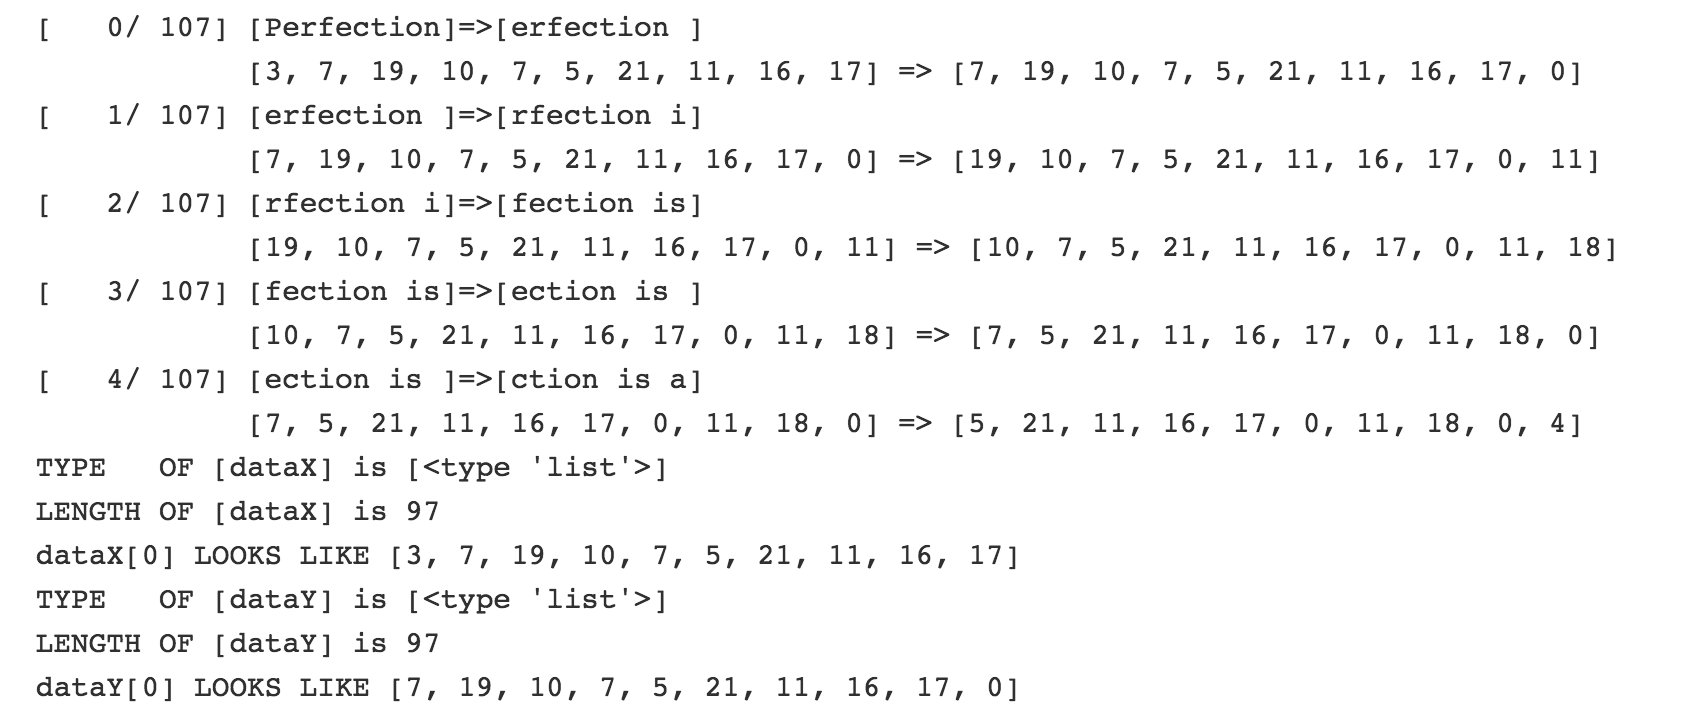 [   0/ 107] [Perfection]=>[erfection ]
            [3, 7, 19, 10, 7, 5, 21, 11, 16, 17] => [7, 19, 10, 7, 5, 21, 11, 16, 17, 0]
[   1/ 107] [erfection ]=>[rfection i]
            [7, 19, 10, 7, 5, 21, 11, 16, 17, 0] => [19, 10, 7, 5, 21, 11, 16, 17, 0, 11]
[   2/ 107] [rfection i]=>[fection is]
            [19, 10, 7, 5, 21, 11, 16, 17, 0, 11] => [10, 7, 5, 21, 11, 16, 17, 0, 11, 18]
[   3/ 107] [fection is]=>[ection is ]
            [10, 7, 5, 21, 11, 16, 17, 0, 11, 18] => [7, 5, 21, 11, 16, 17, 0, 11, 18, 0]
[   4/ 107] [ection is ]=>[ction is a]
            [7, 5, 21, 11, 16, 17, 0, 11, 18, 0] => [5, 21, 11, 16, 17, 0, 11, 18, 0, 4]
TYPE   OF [dataX] is [<type 'list'>]
LENGTH OF [dataX] is 97
dataX[0] LOOKS LIKE [3, 7, 19, 10, 7, 5, 21, 11, 16, 17]
TYPE   OF [dataY] is [<type 'list'>]
LENGTH OF [dataY] is 97
dataY[0] LOOKS LIKE [7, 19, 10, 7, 5, 21, 11, 16, 17, 0]